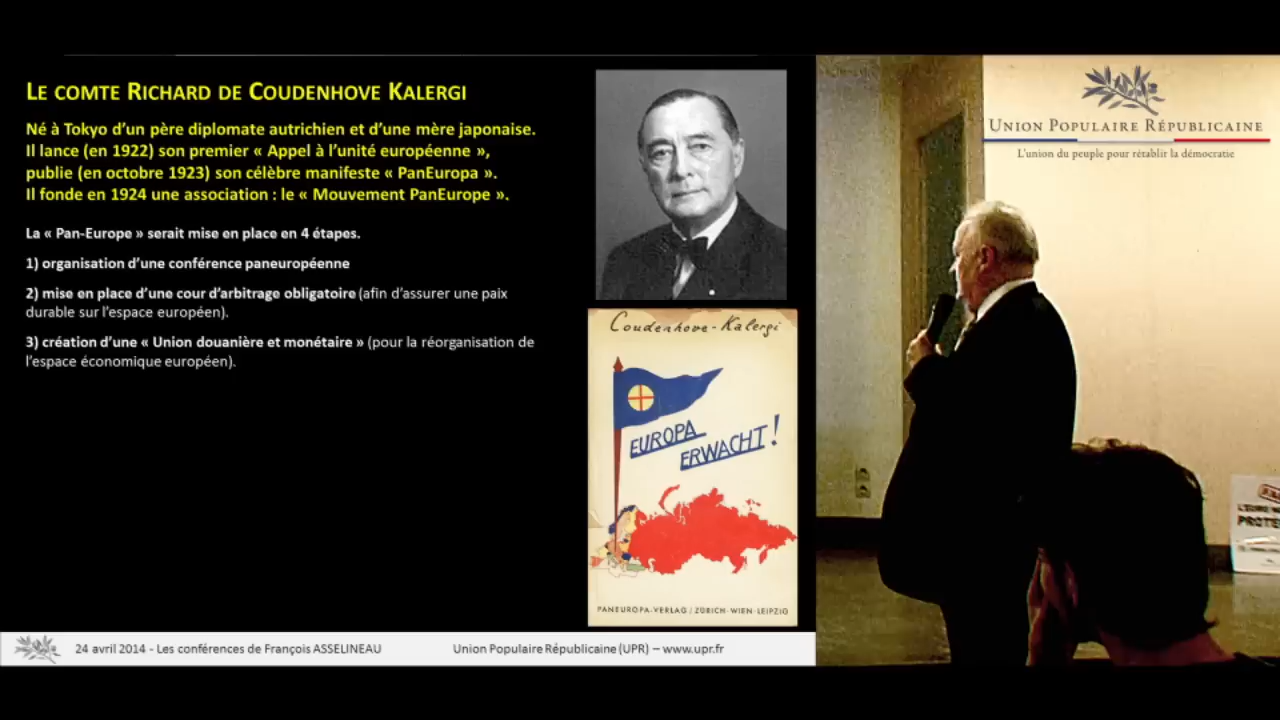 LE COMTE RICHARD DE COUDENHOVE KALERGI
Né à Tokyo d'un père diplomate autrichien et d'une mère japonaise.
Il lance (en 1922) son premier « Appel à l'unité européenne »,
publie (en octobre 1923) son célèbre manifeste « PanEuropa ».
Il fonde en 1924 une association : le « Mouvement PanEurope ».
La « Pan-Europe » serait mise en place en 4 étapes.
1) organisation d'une conférence paneuropéenne
2) mise en place d'une cour d'arbitrage obligatoire (afin d'assurer une paix
durable sur l'espace européen).
3) création d'une « Union douanière et monétaire » (pour la réorganisation de
l'espace économique européen).
Coudenhove-Kalergi
EUROPA
ERWACHT!
PANEUROPA-VERLAG / ZÜRICH-WIEN-LEIPZIG
24 avril 2014 - Les conférences de François ASSELINEAU
Union Populaire Républicaine (UPR) – www.upr.fr
UNION POPULAIRE RÉPUBLICAINE
L'union du peuple pour rétablir la démocratie